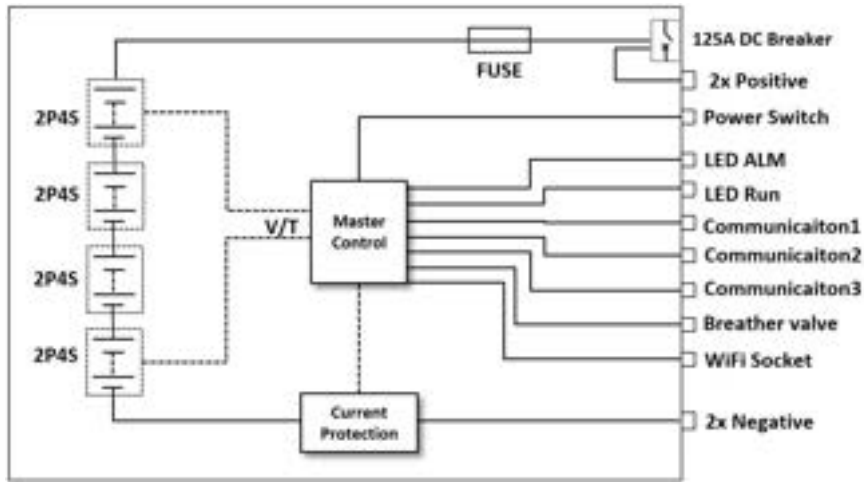 125A DC Breaker
FUSE
2x Positive
2P4S
Power Switch
LED ALM
2P4S
LED Run
V/T
Master
Control
Communicaiton1
Communicaiton2
2P4S
Communicaiton3
Breather valve
2P4S
WiFi Socket
Current
Protection
2x Negative